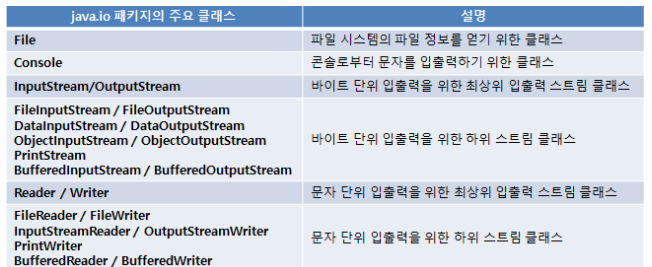 java.io 패키지의 주요 클래스 설명
File 파일 시스템의 파일 정보를 얻기 위한 클래스
Console 콘솔로부터 문자를 입출력하기 위한 클래스
InputStream/OutputStream 바이트 단위 입출력을 위한 최상위 입출력 스트림 클래스
FileInputStream / FileOutputStream
DataInputStream / DataOutputStream
ObjectInputStream / ObjectOutputStream 바이트 단위 입출력을 위한 하위 스트림 클래스
PrintStream
BufferedInputStream / BufferedOutputStream
Reader / Writer 문자 단위 입출력을 위한 최상위 입출력 스트림 클래스
FileReader / FileWriter
InputStreamReader / OutputStreamWriter 문자 단위 입출력을 위한 하위 스트림 클래스
PrintWriter
BufferedReader / BufferedWriter